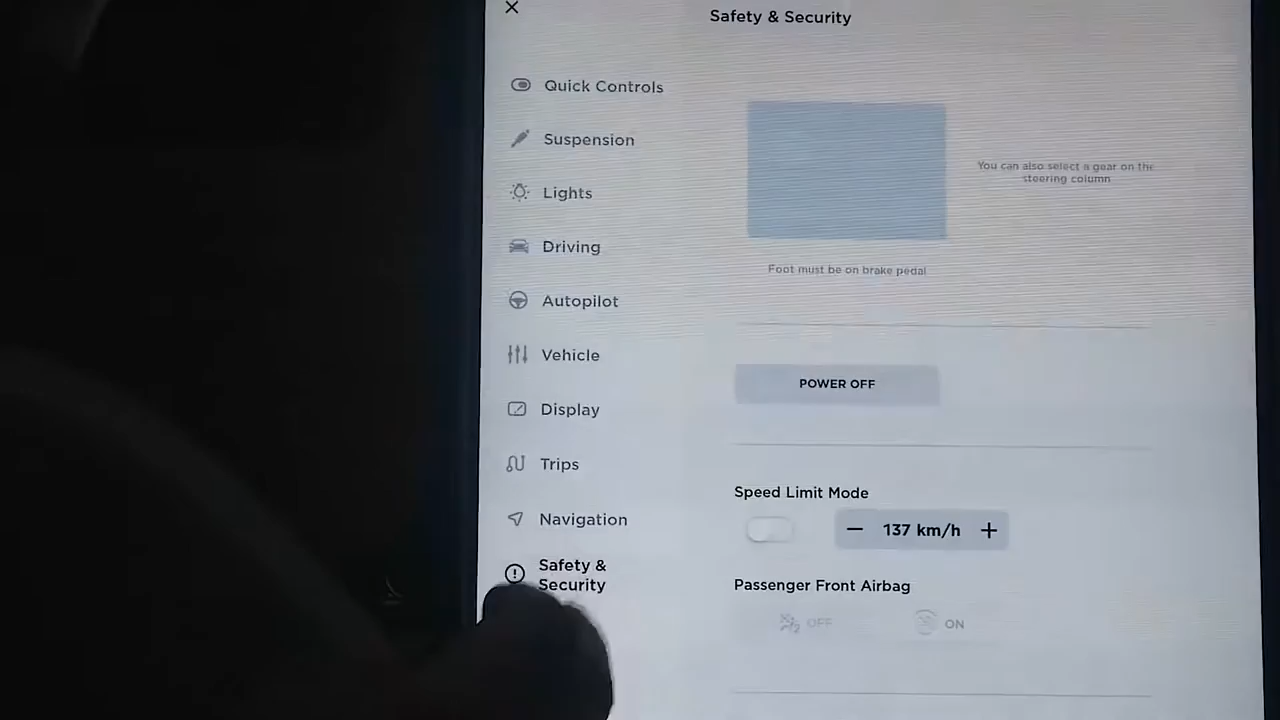 Safety & Security
Quick Controls
Suspension
Lights
Driving
Autopilot
Vehicle
Display
Trips
Navigation
Safety &
Security
You can also select a gear on the
steering column
Foot must be on brake pedal
POWER OFF
Speed Limit Mode
137 km/h
Passenger Front Airbag
OFF
ON